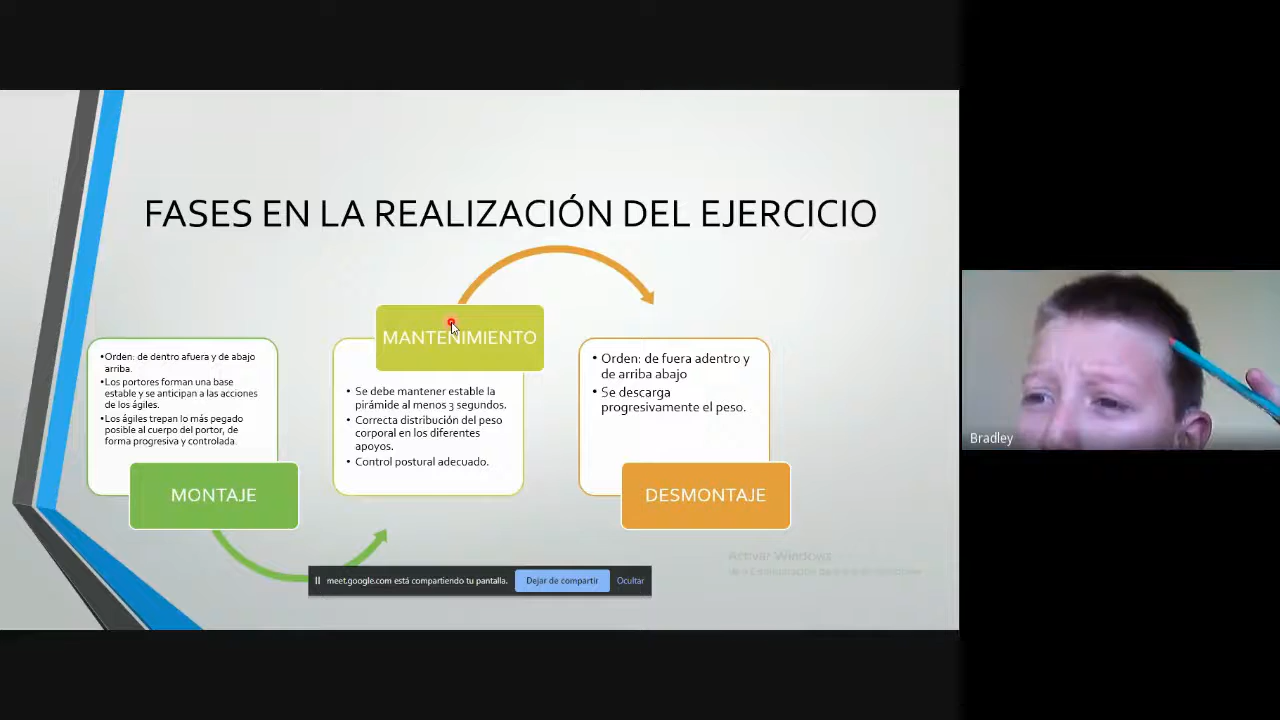 FASES EN LA REALIZACIÓN DEL EJERCICIO
•Orden: de dentro afuera y de abajo
arriba.
•Los portores forman una base
estable y se anticipan a las acciones
de los ágiles.
•Los ágiles trepan lo más pegado
posible al cuerpo del portor, de
forma progresiva y controlada.
MONTAJE
MANTENIMIENTO
• Se debe mantener estable la
pirámide al menos 3 segundos.
• Correcta distribución del peso
corporal en los diferentes
apoyos.
• Control postural adecuado.
• Orden: de fuera adentro y
de arriba abajo
• Se descarga
progresivamente el peso.
DESMONTAJE
Activar Windows
meet.google.com está compartiendo tu pantalla.
Dejar de compartir
Ocultar
Bradley